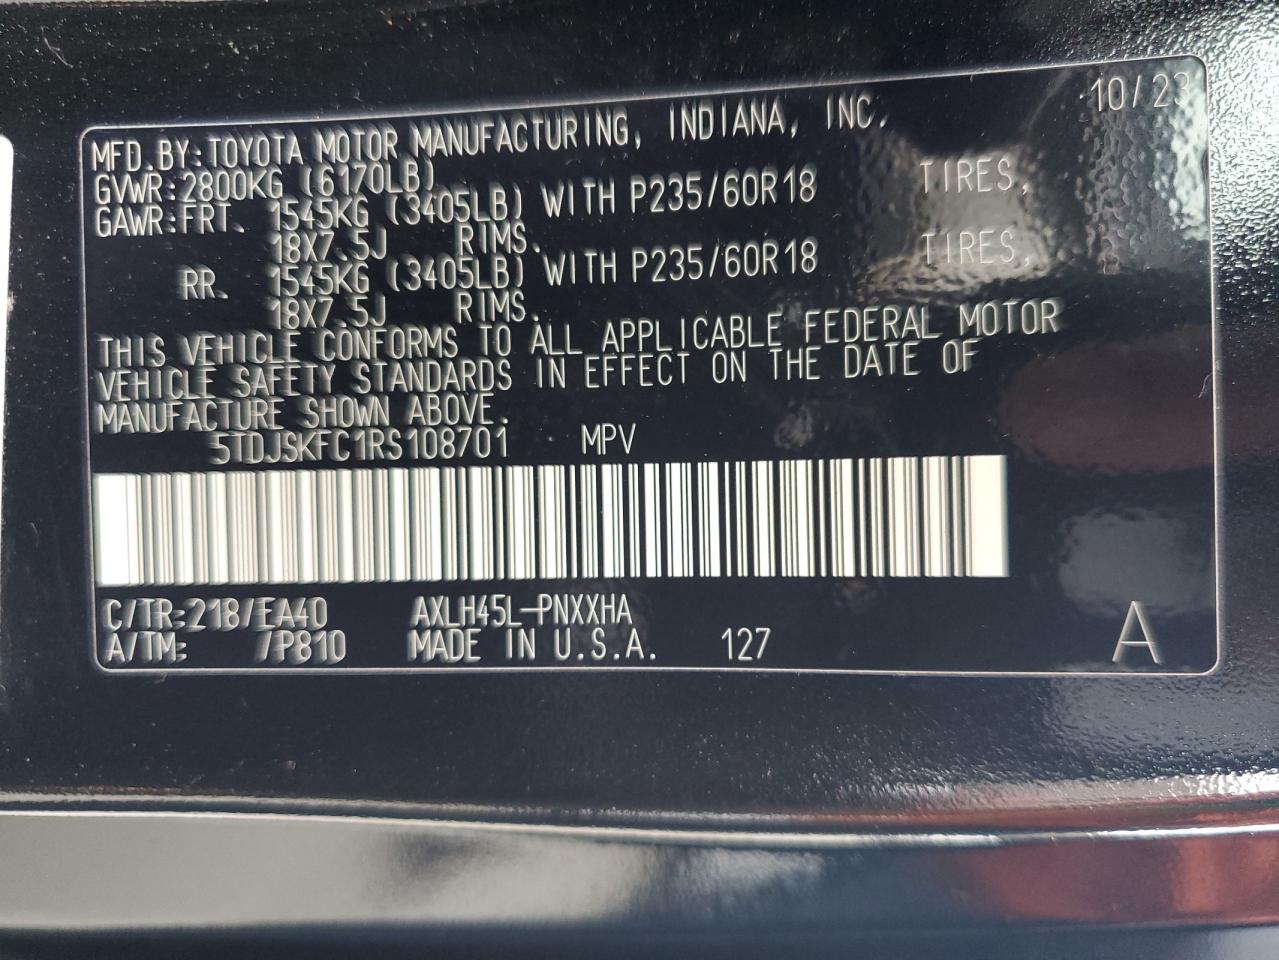 10/23
MFD.BY:TOYOTA MOTOR MANUFACTURING, INDIANA, INC.
GVWR:2800KG (6170LB)
GAWR:FRT. 1545KG (3405LB) WITH P235/60R18 TIRES,
18X7.5J RIMS.
RR. 1545KG (3405LB) WITH P235/60R18 TIRES,
18X7.5J RIMS.
THIS VEHICLE CONFORMS TO ALL APPLICABLE FEDERAL MOTOR
VEHICLE SAFETY STANDARDS IN EFFECT ON THE DATE OF
MANUFACTURE SHOWN ABOVE.
5TDJSKFC1RS108701 MPV
C/TR:218/EA40 AXLH45L-PNXXHA
A/TM: /P810 MADE IN U.S.A. 127
A